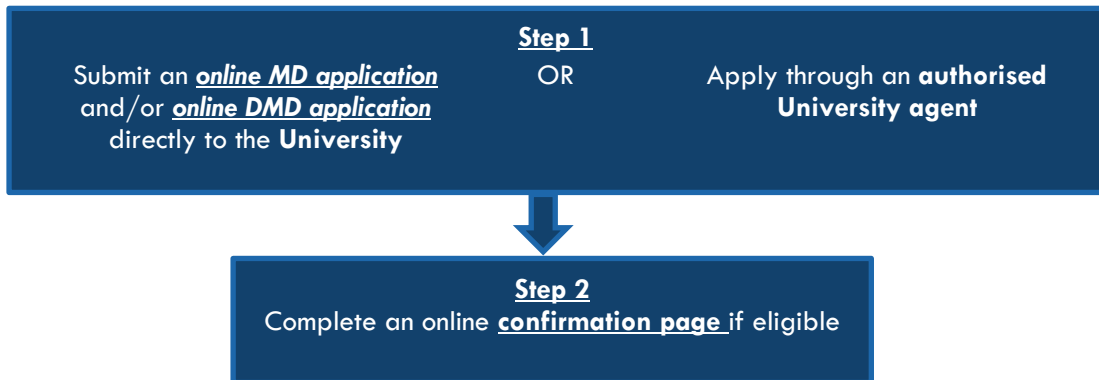 Step 1
Submit an online MD application
and/or online DMD application
directly to the University
OR
Apply through an authorised
University agent
Step 2
Complete an online confirmation page if eligible